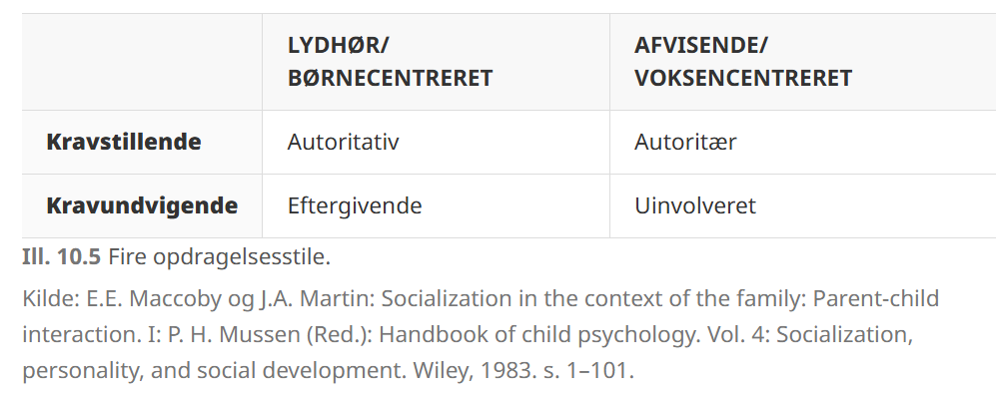 LYDHØR/
BØRNECENTRERET
AFVISENDE/
VOKSENCENTRERET
Kravstillende
Autoritativ
Autoritær
Kravundvigende
Eftergivende
Uinvolveret
Ill. 10.5 Fire opdragelsesstile.
Kilde: E.E. Maccoby og J.A. Martin: Socialization in the context of the family: Parent-child
interaction. I: P. H. Mussen (Red.): Handbook of child psychology. Vol. 4: Socialization,
personality, and social development. Wiley, 1983. s. 1–101.